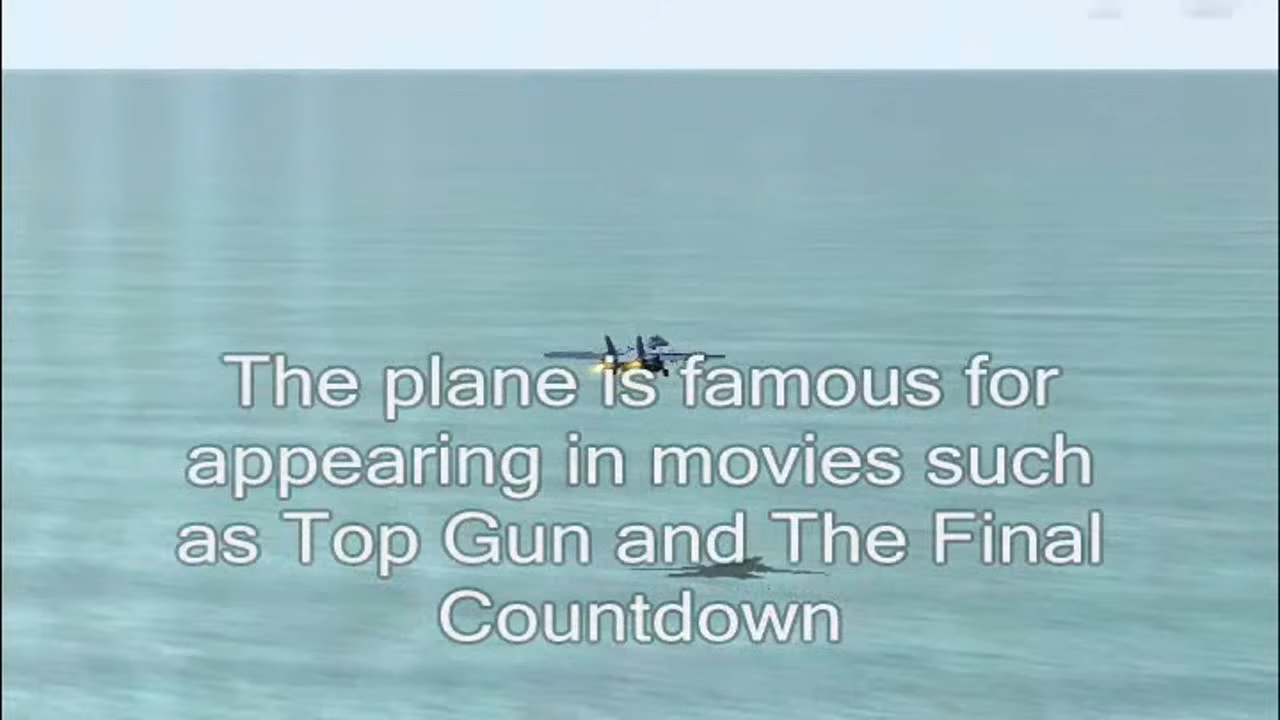 The plane is famous for
appearing in movies such
as Top Gun and The Final
Countdown